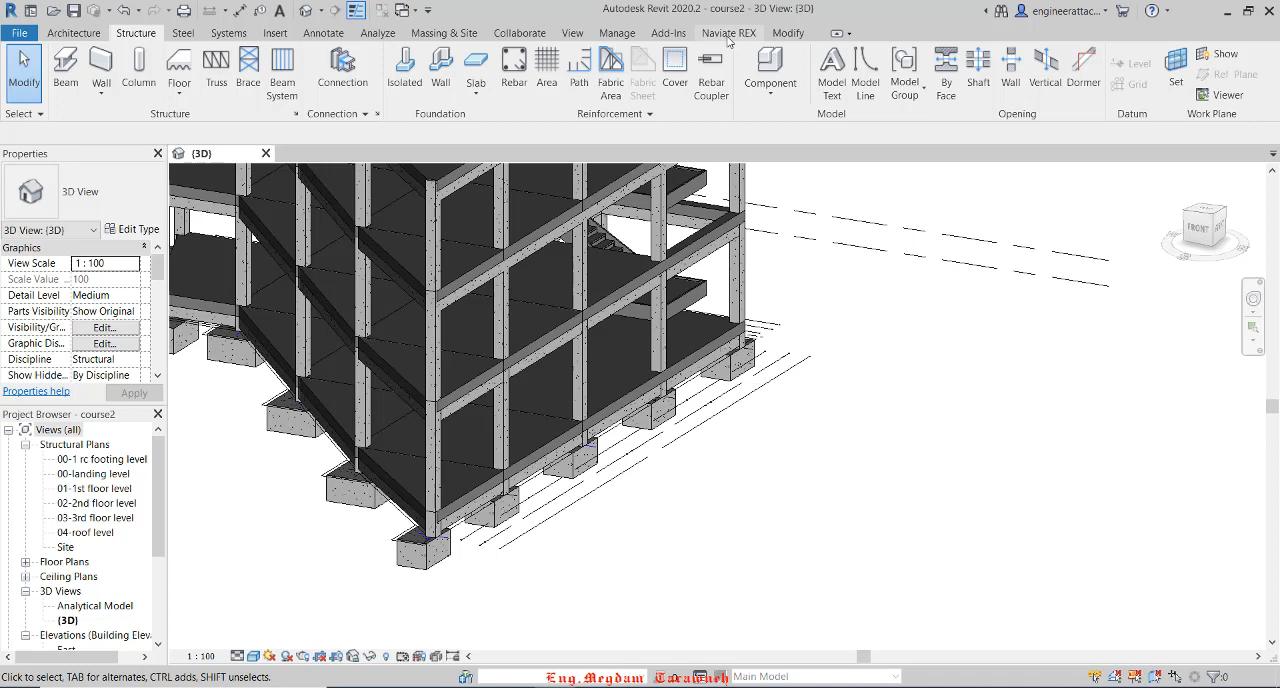 Autodesk Revit 2020.2 - course2 - 3D View: {3D}
engineerattac...
File Architecture Structure Steel Systems Insert Annotate Analyze Massing & Site Collaborate View Manage Add-Ins Naviate REX Modify
Modify Beam Wall Column Floor Truss Brace Beam System Connection Isolated Wall Slab Rebar Area Path Fabric Area Fabric Sheet Cover Rebar Coupler Component Model Text Model Line Model Group By Face Shaft Wall Vertical Dormer Level Grid Set Show Ref Plane Viewer
Select Structure Connection Foundation Reinforcement Model Opening Datum Work Plane
Properties
{3D}
3D View
3D View: {3D} Edit Type
Graphics
View Scale 1 : 100
Scale Value ... 100
Detail Level Medium
Parts Visibility Show Original
Visibility/Gr... Edit...
Graphic Dis... Edit...
Discipline Structural
Show Hidde... By Discipline
Properties help Apply
Project Browser - course2
Views (all)
Structural Plans
00-1 rc footing level
00-landing level
01-1st floor level
02-2nd floor level
03-3rd floor level
04-roof level
Site
Floor Plans
Ceiling Plans
3D Views
Analytical Model
{3D}
Elevations (Building Eleva
FRONT
1 : 100
Click to select, TAB for alternates, CTRL adds, SHIFT unselects.
Eng.Megdam Tarawneh
Main Model
:0